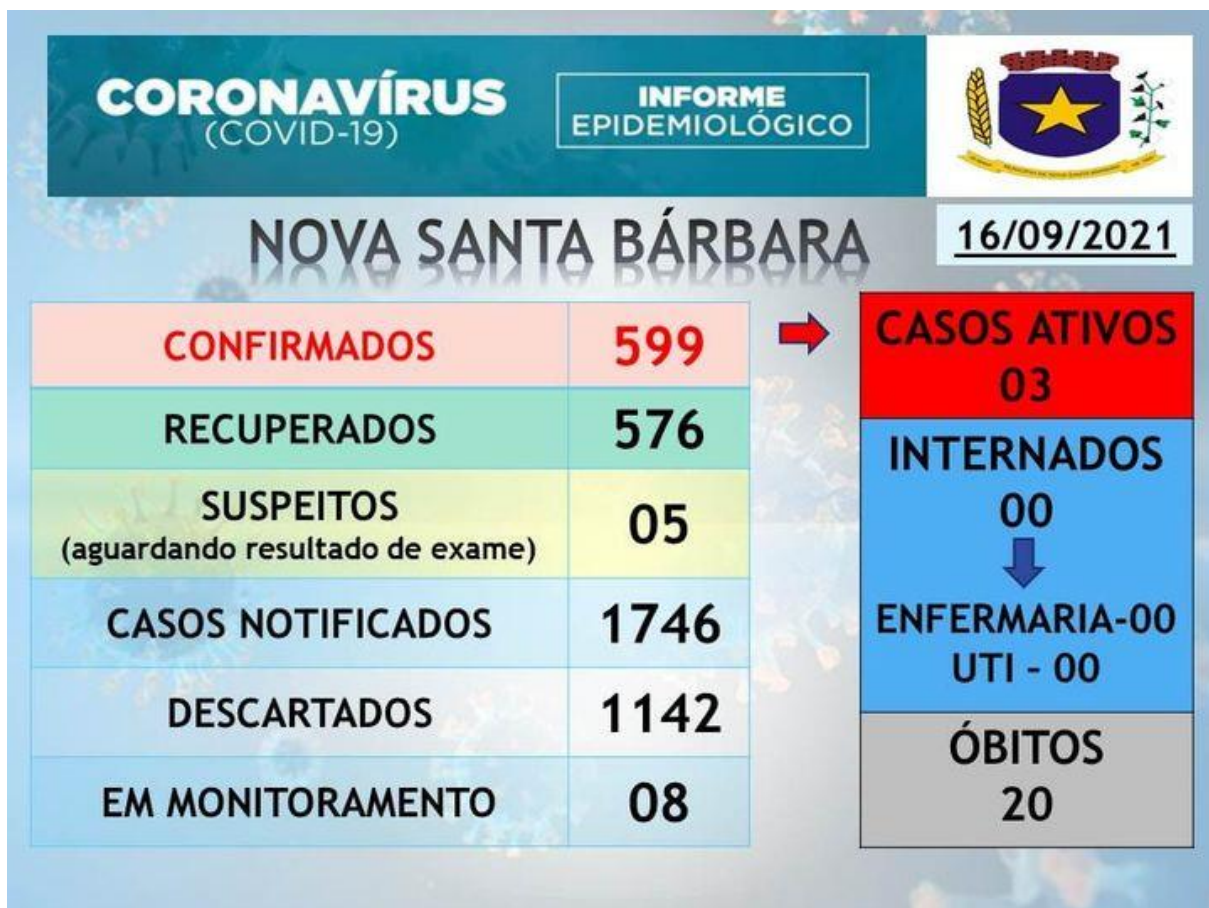 CORONAVÍRUS
(COVID-19)
INFORME
EPIDEMIOLÓGICO
NOVA SANTA BÁRBARA
16/09/2021
CONFIRMADOS 599
RECUPERADOS 576
SUSPEITOS
(aguardando resultado de exame) 05
CASOS NOTIFICADOS 1746
DESCARTADOS 1142
EM MONITORAMENTO 08
CASOS ATIVOS
03
INTERNADOS
00
ENFERMARIA-00
UTI - 00
ÓBITOS
20